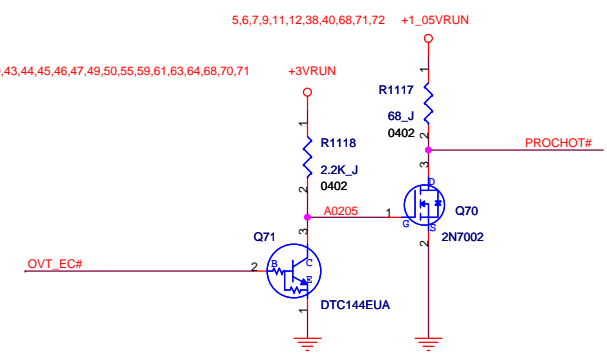 5,6,7,9,11,12,38,40,68,71,72 +1_05VRUN
,43,44,45,46,47,49,50,55,59,61,63,64,68,70,71 +3VRUN
1
R1117
68_J
0402
2
PROCHOT#
1
R1118
2.2K_J
0402
2
3
D
A0205
1
G
S
Q70
2N7002
2
Q71
3
OVT_EC#
2
B
C
E
DTC144EUA
1